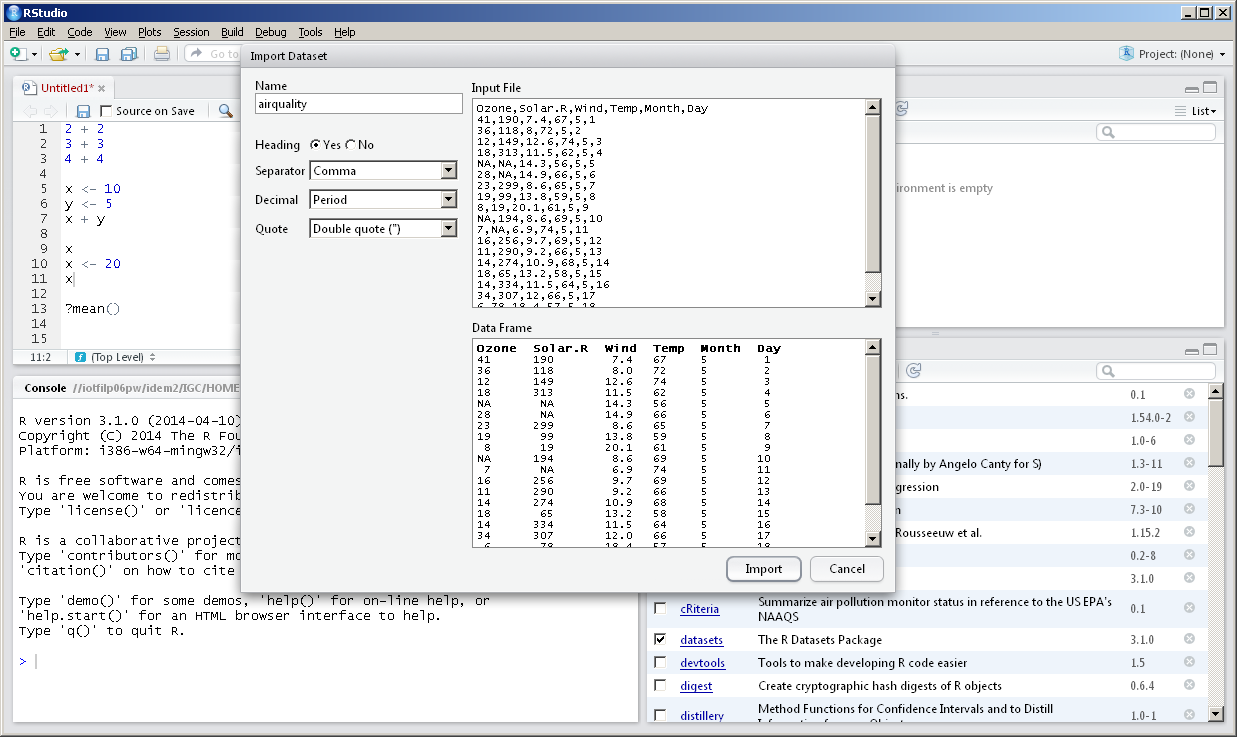 RStudio
File Edit Code View Plots Session Build Debug Tools Help
Go to
Project: (None)
Untitled1*
Source on Save
1 2 + 2
2 3 + 3
3 4 + 4
4
5 x <- 10
6 y <- 5
7 x + y
8
9 x
10 x <- 20
11 x
12
13 ?mean()
14
15
11:2 (Top Level)
Console //iotfilp06pw/idem2/IGC/HOME
R version 3.1.0 (2014-04-10)
Copyright (C) 2014 The R Fou
Platform: i386-w64-mingw32/i
R is free software and comes
You are welcome to redistrib
Type 'license()' or 'licence
R is a collaborative project
Type 'contributors()' for mo
'citation()' on how to cite
Type 'demo()' for some demos, 'help()' for on-line help, or
'help.start()' for an HTML browser interface to help.
Type 'q()' to quit R.
>
Import Dataset
Name
airquality
Heading Yes No
Separator Comma
Decimal Period
Quote Double quote (")
Input File
Ozone,Solar.R,Wind,Temp,Month,Day
41,190,7.4,67,5,1
36,118,8,72,5,2
12,149,12.6,74,5,3
18,313,11.5,62,5,4
NA,NA,14.3,56,5,5
28,NA,14.9,66,5,6
23,299,8.6,65,5,7
19,99,13.8,59,5,8
8,19,20.1,61,5,9
NA,194,8.6,69,5,10
7,NA,6.9,74,5,11
16,256,9.7,69,5,12
11,290,9.2,66,5,13
14,274,10.9,68,5,14
18,65,13.2,58,5,15
14,334,11.5,64,5,16
34,307,12,66,5,17
6,78,18.4,57,5,18
Data Frame
Ozone Solar.R Wind Temp Month Day
41 190 7.4 67 5 1
36 118 8.0 72 5 2
12 149 12.6 74 5 3
18 313 11.5 62 5 4
NA NA 14.3 56 5 5
28 NA 14.9 66 5 6
23 299 8.6 65 5 7
19 99 13.8 59 5 8
8 19 20.1 61 5 9
NA 194 8.6 69 5 10
7 NA 6.9 74 5 11
16 256 9.7 69 5 12
11 290 9.2 66 5 13
14 274 10.9 68 5 14
18 65 13.2 58 5 15
14 334 11.5 64 5 16
34 307 12.0 66 5 17
6 78 18.4 57 5 18
Import Cancel
List
ironment is empty
ns. 0.1
1.54.0-2
1.0-6
nally by Angelo Canty for S) 1.3-11
gression 2.0-19
n 7.3-10
Rousseeuw et al. 1.15.2
0.2-8
3.1.0
cRiteria Summarize air pollution monitor status in reference to the US EPA's 0.1
NAAQS
datasets The R Datasets Package 3.1.0
devtools Tools to make developing R code easier 1.5
digest Create cryptographic hash digests of R objects 0.6.4
distillery Method Functions for Confidence Intervals and to Distill 1.0-1